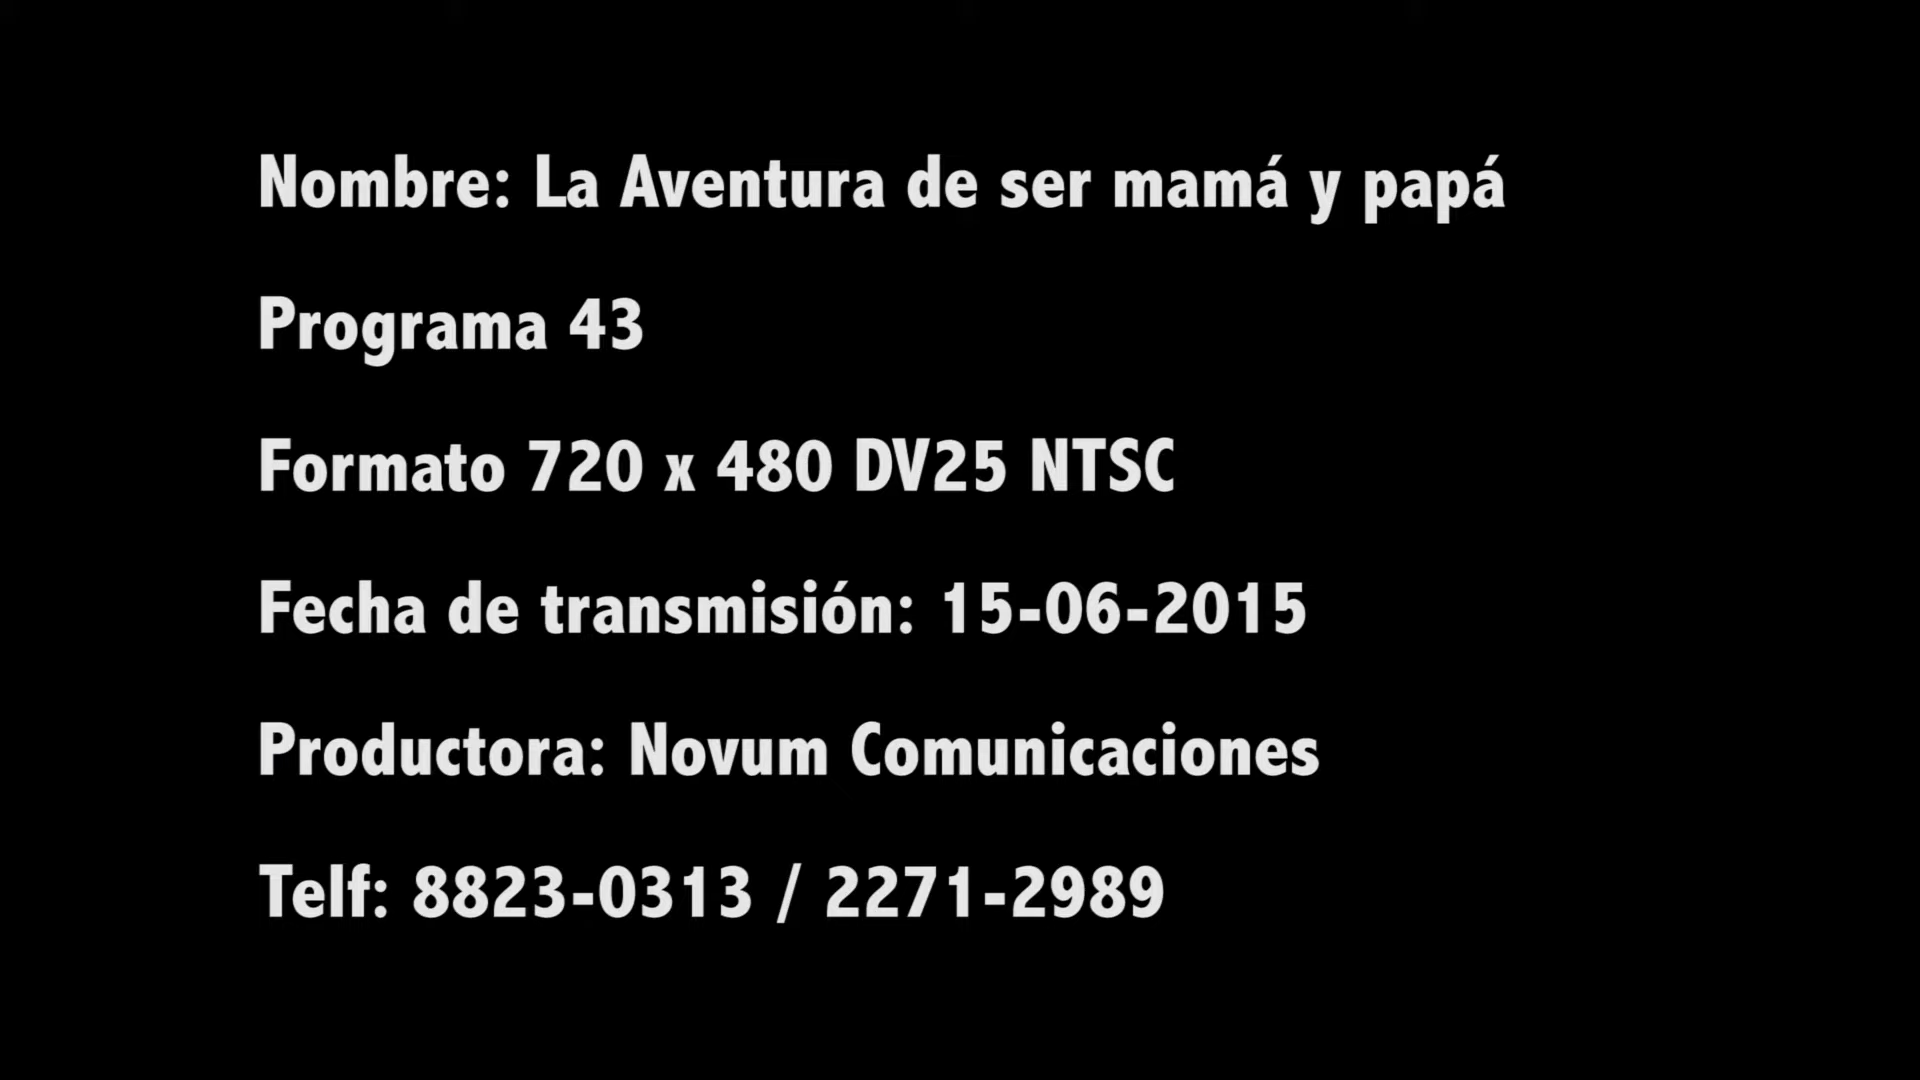 Nombre: La Aventura de ser mamá y papá
Programa 43
Formato 720 x 480 DV25 NTSC
Fecha de transmisión: 15-06-2015
Productora: Novum Comunicaciones
Telf: 8823-0313 / 2271-2989